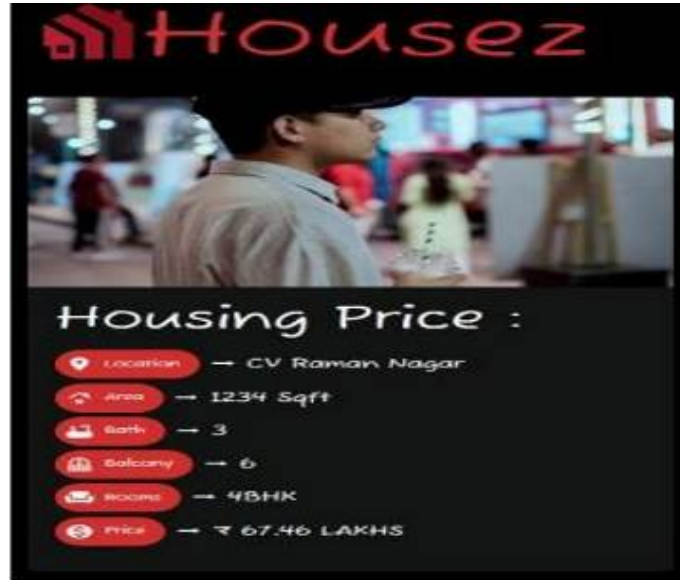 Housez
Housing Price :
Location → CV Raman Nagar
Area → 1234 Sqft
Bath → 3
Balcany → 6
Rooms → 4BHK
Price → ₹ 67.46 LAKHS